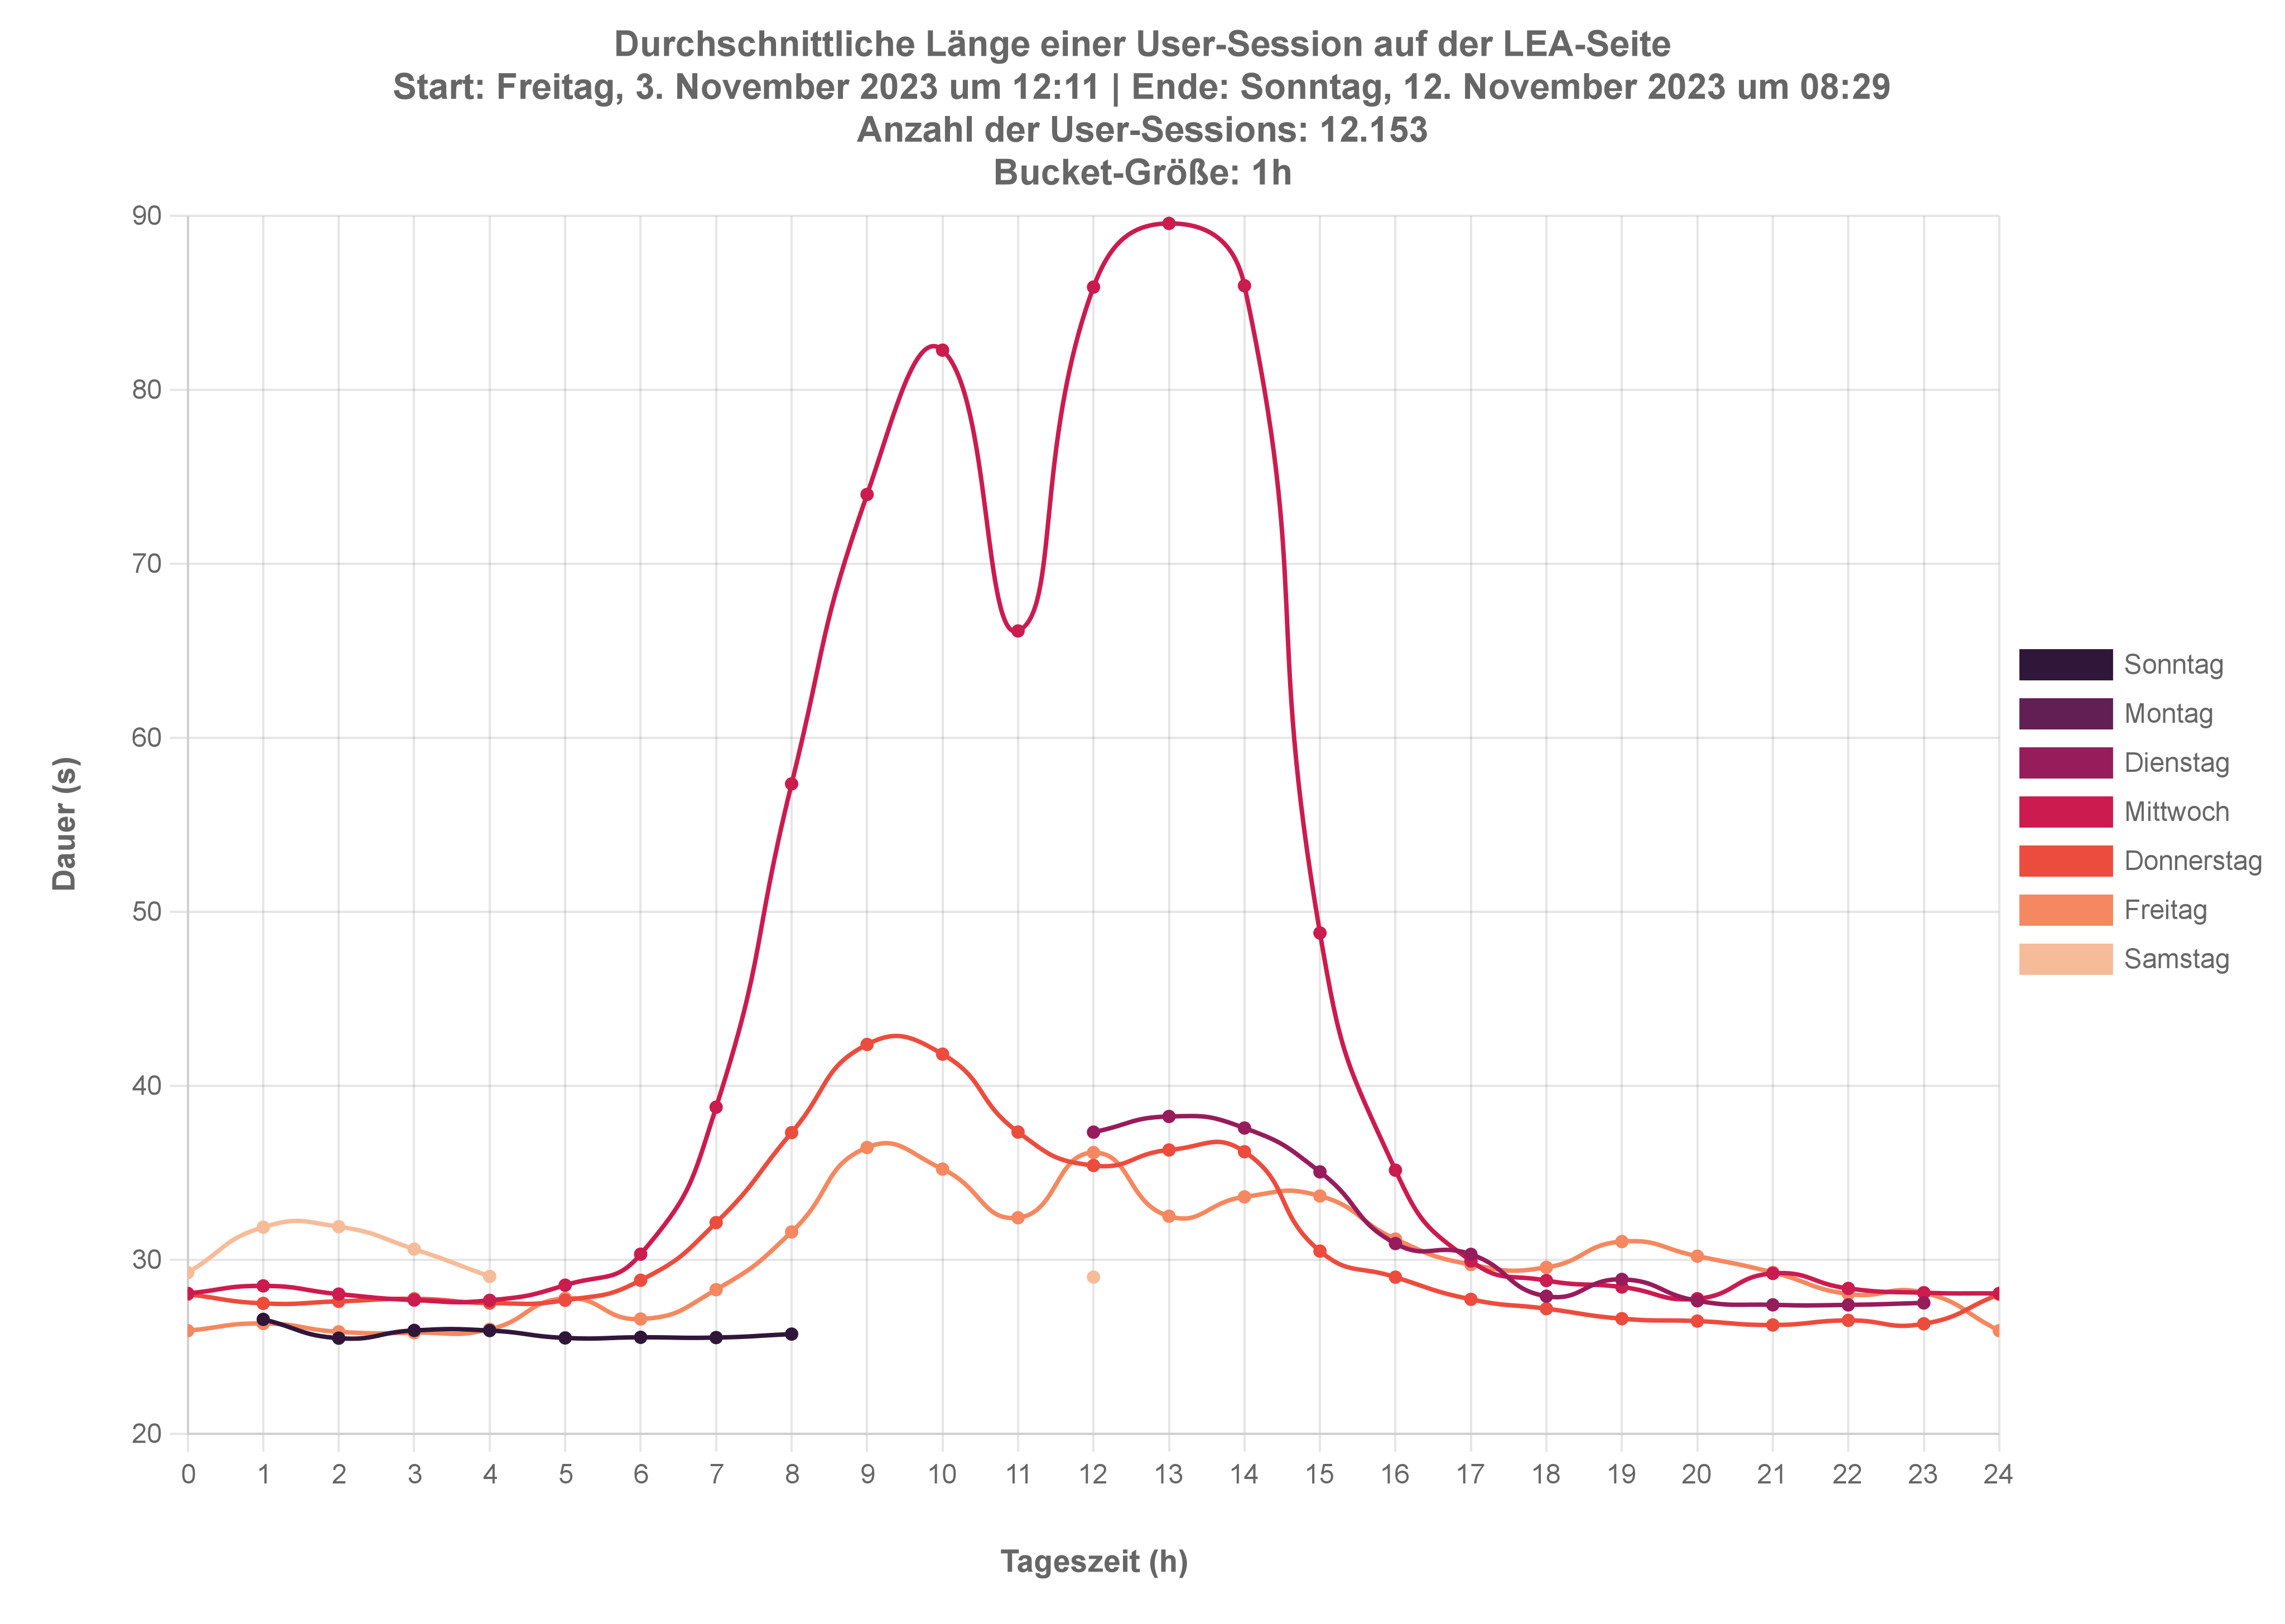 Durchschnittliche Länge einer User-Session auf der LEA-Seite
Start: Freitag, 3. November 2023 um 12:11 | Ende: Sonntag, 12. November 2023 um 08:29
Anzahl der User-Sessions: 12.153
Bucket-Größe: 1h
90
80
70
60
50
40
30
20
Dauer (s)
0 1 2 3 4 5 6 7 8 9 10 11 12 13 14 15 16 17 18 19 20 21 22 23 24
Tageszeit (h)
Sonntag
Montag
Dienstag
Mittwoch
Donnerstag
Freitag
Samstag